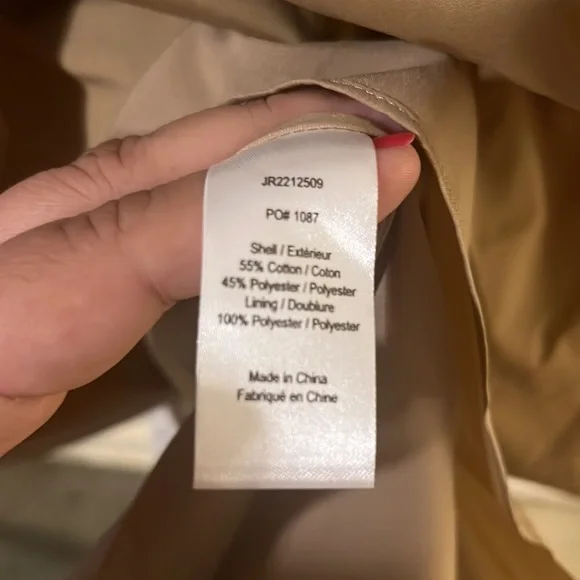 JR2212509
PO# 1087
Shell / Extérieur
55% Cotton / Coton
45% Polyester / Polyester
Lining / Doublure
100% Polyester / Polyester
Made in China
Fabriqué en Chine